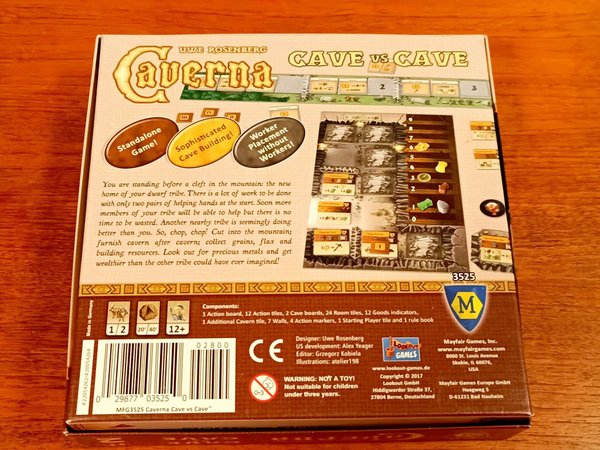 UWE ROSENBERG
Caverna
CAVE vs CAVE
2
3
Standalone
Game!
Sophisticated
Cave Building!
Worker
Placement
without
Workers!
You are standing before a cleft in the mountain: the new
home of your dwarf tribe. There is a lot of work to be done
with only two pairs of helping hands at the start. Soon more
members of your tribe will be able to help but there is no
time to be wasted. Another nearby tribe is seemingly doing
better than you. So, chop, chop! Cut into the mountain;
furnish cavern after cavern; collect grains, flax and
building resources. Look out for precious metals and get
wealthier than the other tribe could have ever imagined!
3525
M
Made in Germany
1 2
20' 40'
12+
Components:
1 Action board, 12 Action tiles, 2 Cave boards, 24 Room tiles, 12 Goods indicators,
1 Additional Cavern tile, 7 Walls, 4 Action markers, 1 Starting Player tile and 1 rule book
Mayfair Games, Inc.
www.mayfairgames.com
8060 St. Louis Avenue
Skokie, IL 60076,
USA
Mayfair Games Europe GmbH
Haegweg 5
D-61231 Bad Nauheim
02800
0 29877 03525 0
MFG3525 Caverna Cave vs Cave™
CE
Designer: Uwe Rosenberg
US development: Alex Yeager
Editor: Grzegorz Kobiela
Illustrations: atelier198
0-3
WARNING: NOT A TOY!
Not suitable for children
under three years.
LOOKOUT
GAMES
www.lookout-games.de
Copyright © 2017
Lookout GmbH
Hiddigwarder Straße 37,
27804 Berne, Deutschland